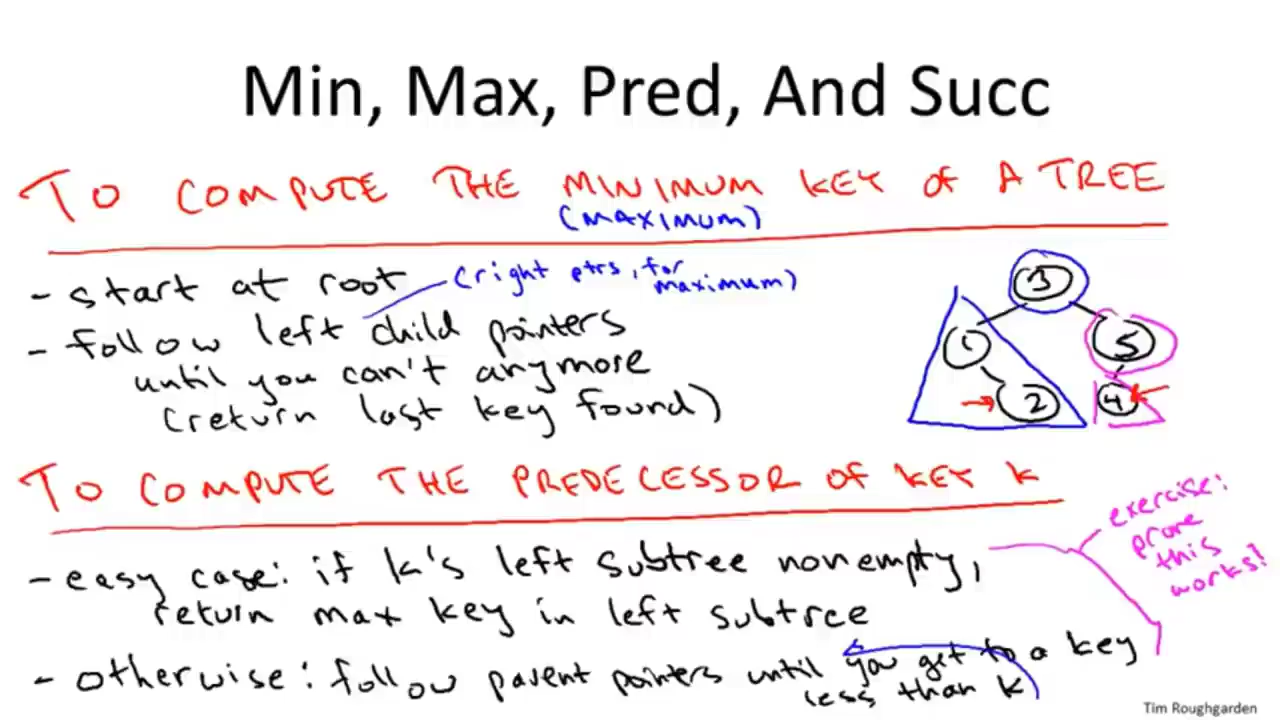 Min, Max, Pred, And Succ
TO COMPUTE THE MINIMUM KEY OF A TREE
(MAXIMUM)
- start at root
(right ptrs, for
maximum)
- follow left child pointers
until you can't anymore
(return last key found)
3
1
5
2
4
TO COMPUTE THE PREDECESSOR OF KEY K
- easy case: if k's left subtree nonempty,
return max key in left subtree
- otherwise: follow parent pointers until you get to a key
less than k
exercise:
prove
this
works!
Tim Roughgarden